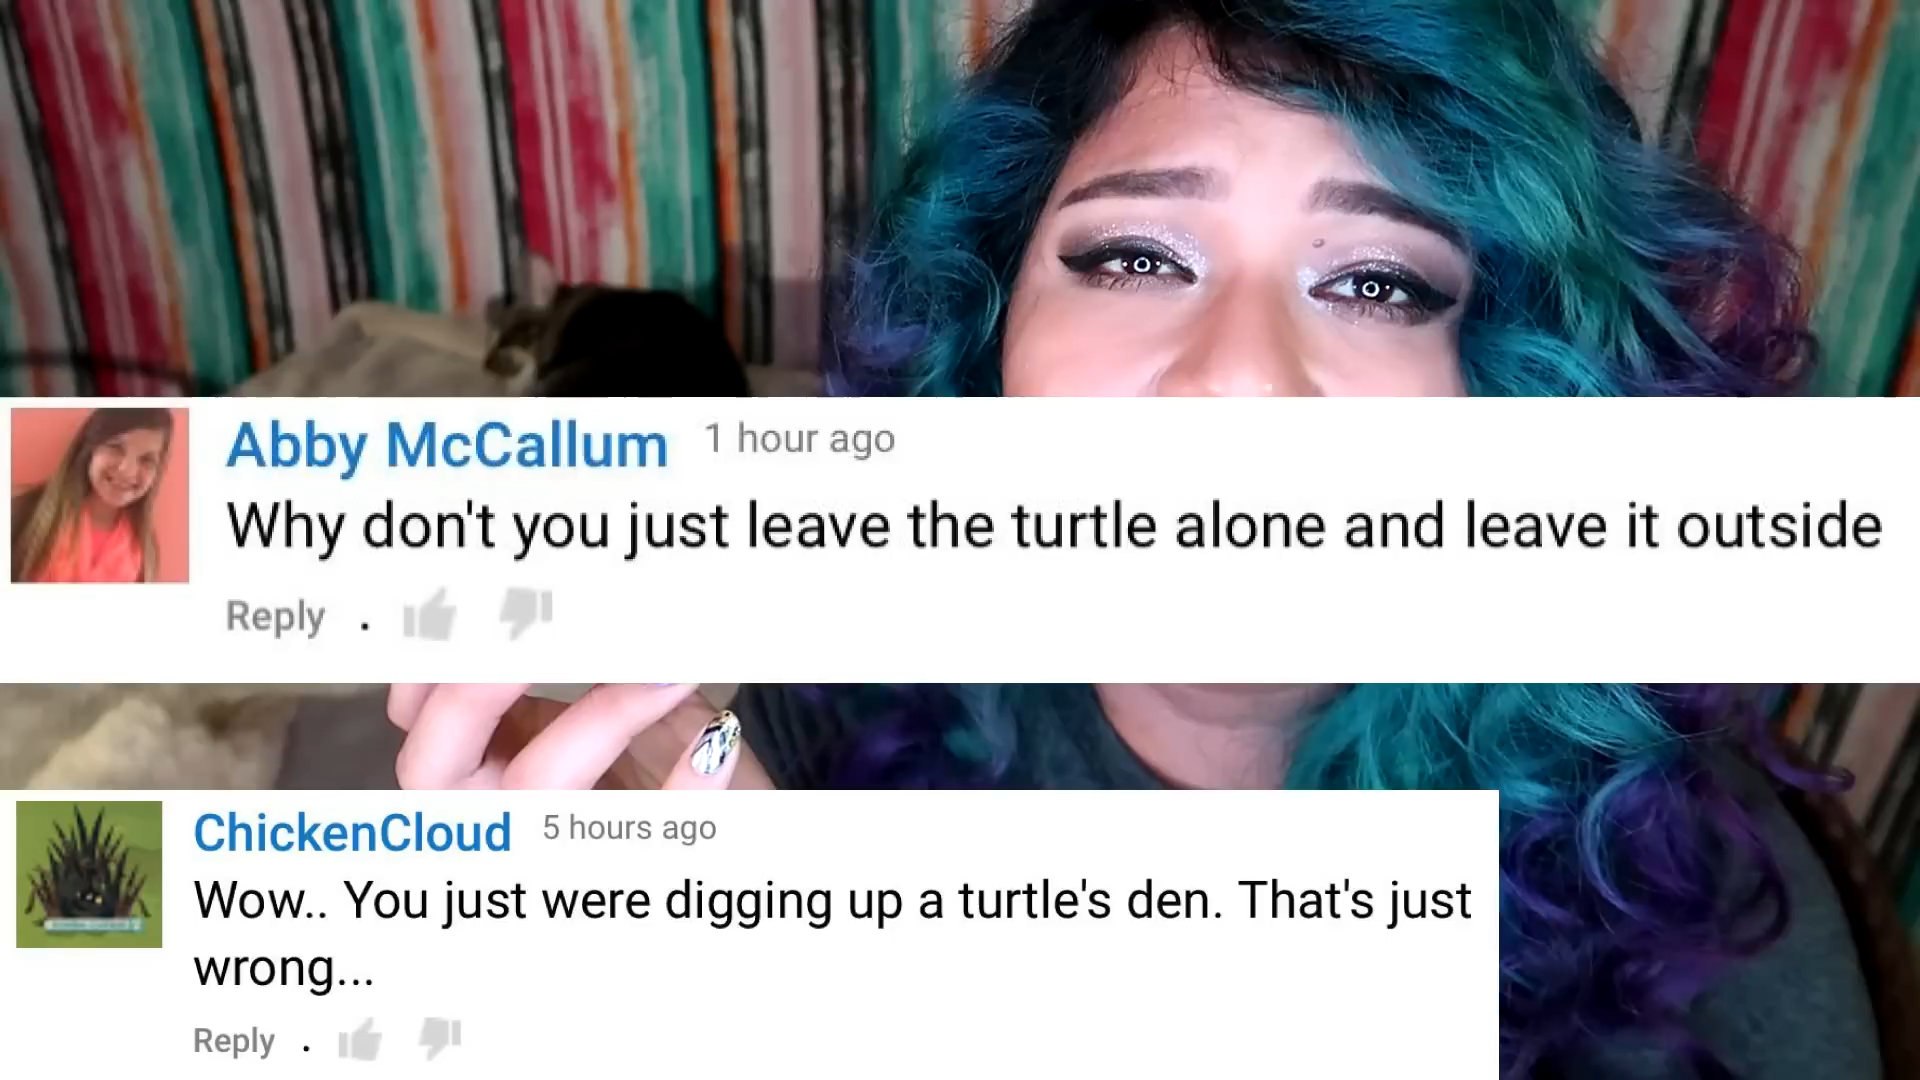 Abby McCallum 1 hour ago
Why don't you just leave the turtle alone and leave it outside
Reply .
ChickenCloud 5 hours ago
Wow.. You just were digging up a turtle's den. That's just
wrong...
Reply .